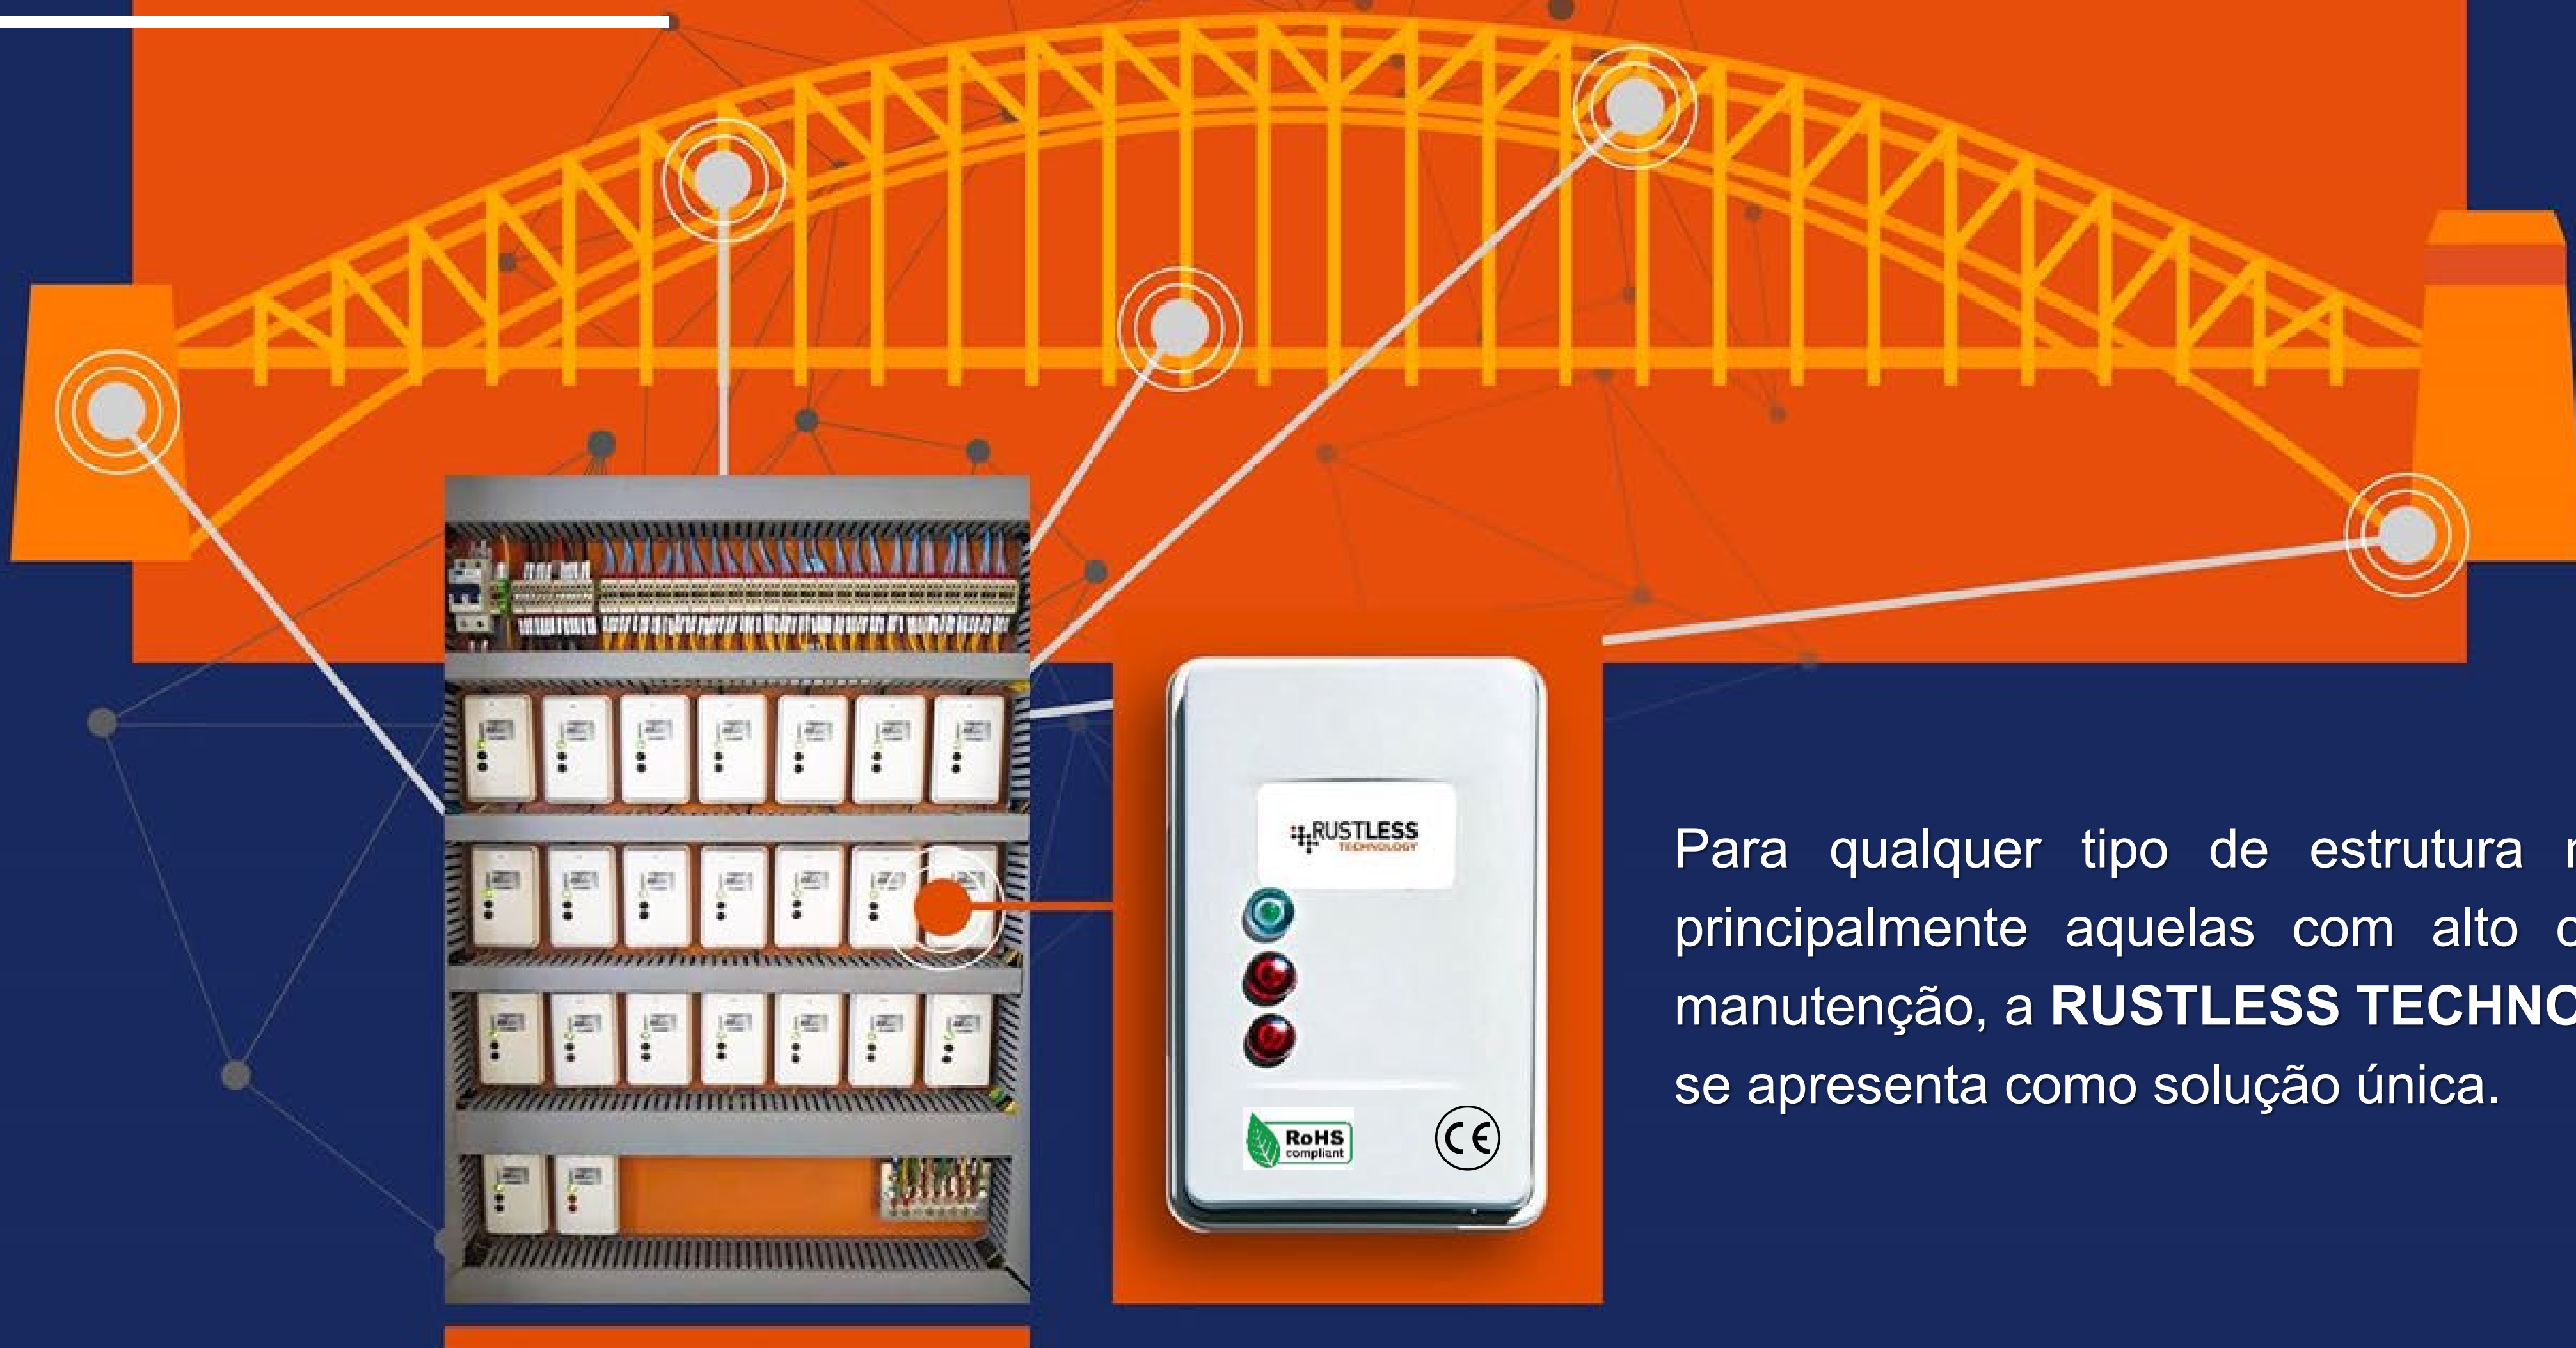 RUSTLESS
TECHNOLOGY
RoHS
compliant
CE
Para qualquer tipo de estrutura
principalmente aquelas com alto
manutenção, a RUSTLESS
se apresenta como solução única.